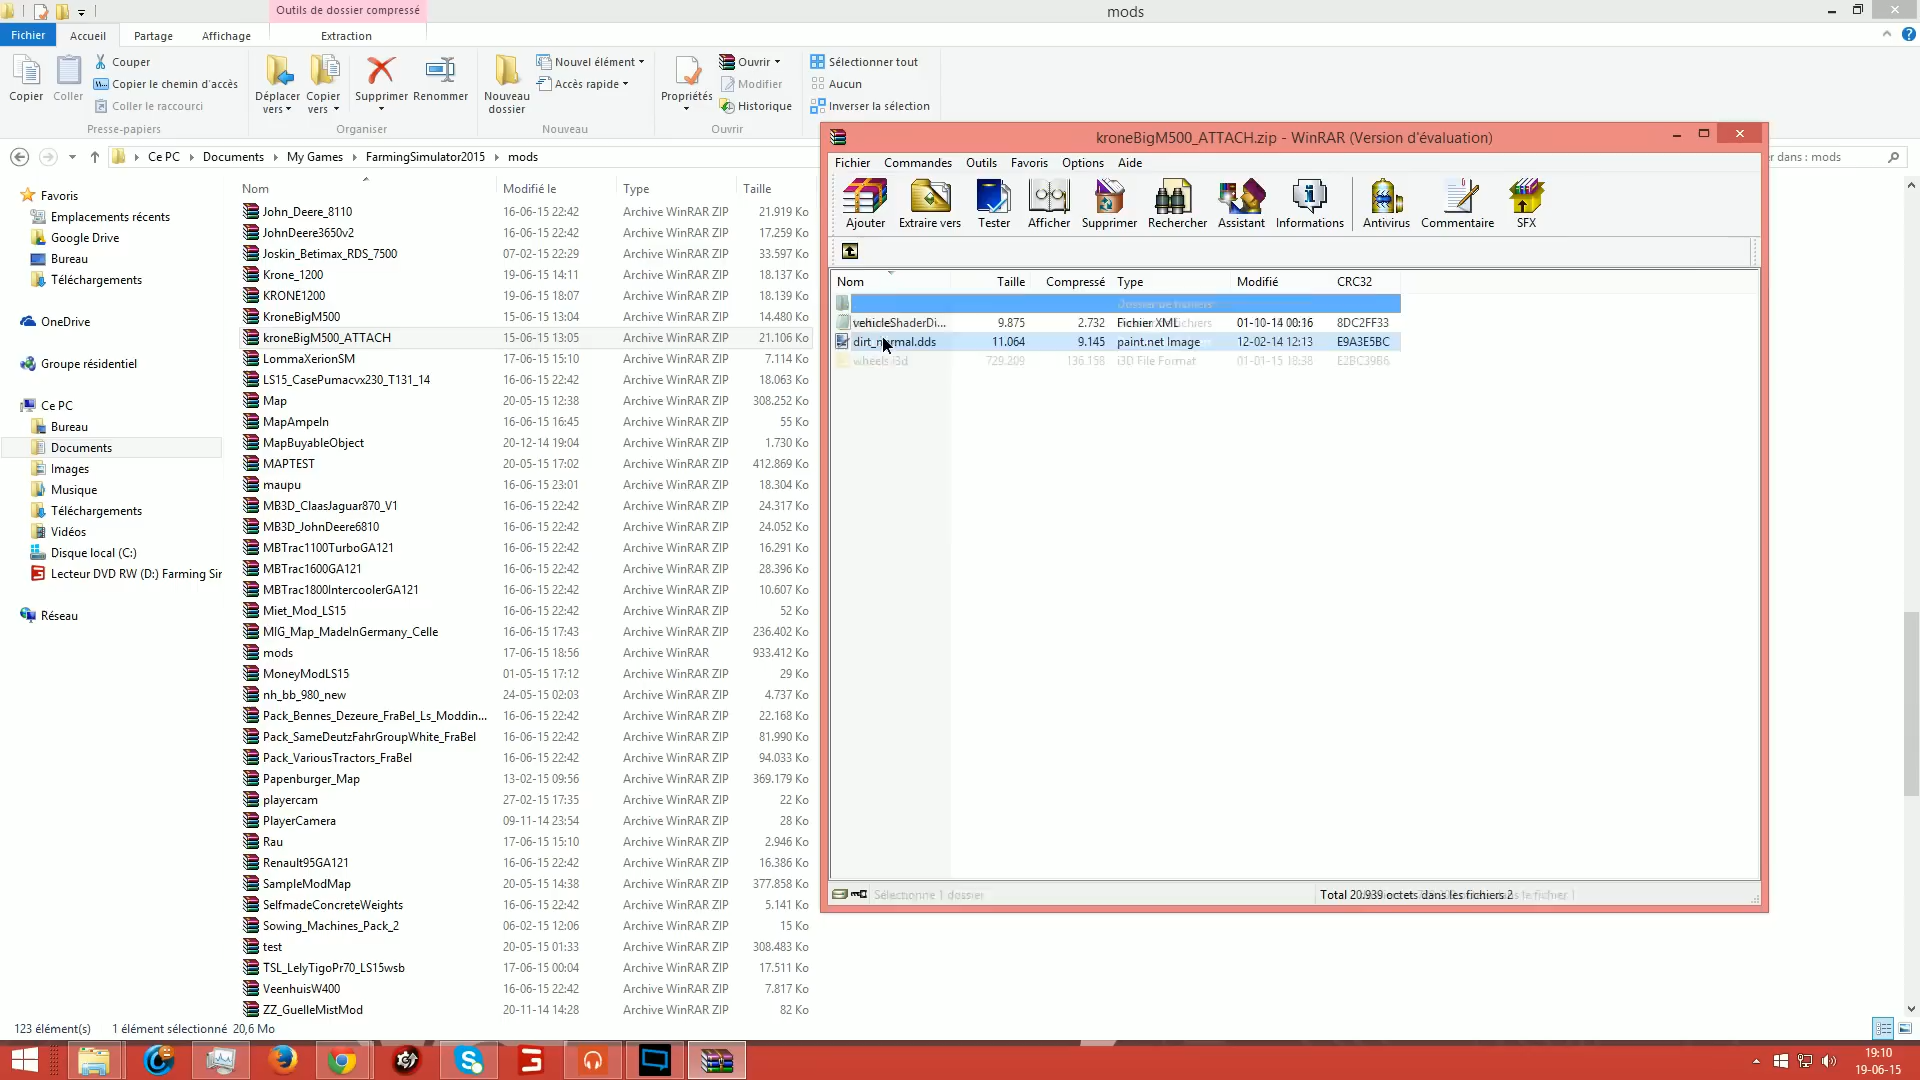 Outils de dossier compressé
mods
Fichier
Accueil
Partage
Affichage
Extraction
Copier
Coller
Couper
Copier le chemin d'accès
Coller le raccourci
Presse-papiers
Déplacer vers
Copier vers
Supprimer
Renommer
Organiser
Nouveau dossier
Nouvel élément
Accès rapide
Nouveau
Propriétés
Ouvrir
Modifier
Historique
Ouvrir
Sélectionner tout
Aucun
Inverser la sélection
Ce PC
Documents
My Games
FarmingSimulator2015
mods
dans : mods
Favoris
Emplacements récents
Google Drive
Bureau
Téléchargements
OneDrive
Groupe résidentiel
Ce PC
Bureau
Documents
Images
Musique
Téléchargements
Vidéos
Disque local (C:)
Lecteur DVD RW (D:) Farming Sir
Réseau
Nom Modifié le Type Taille
John_Deere_8110 16-06-15 22:42 Archive WinRAR ZIP 21.919 Ko
JohnDeere3650v2 16-06-15 22:42 Archive WinRAR ZIP 17.259 Ko
Joskin_Betimax_RDS_7500 07-02-15 22:29 Archive WinRAR ZIP 33.597 Ko
Krone_1200 19-06-15 14:11 Archive WinRAR ZIP 18.137 Ko
KRONE1200 19-06-15 18:07 Archive WinRAR ZIP 18.139 Ko
KroneBigM500 15-06-15 13:04 Archive WinRAR ZIP 14.480 Ko
kroneBigM500_ATTACH 15-06-15 13:05 Archive WinRAR ZIP 21.106 Ko
LommaXerionSM 17-06-15 15:10 Archive WinRAR ZIP 7.114 Ko
LS15_CasePumacvx230_T131_14 16-06-15 22:42 Archive WinRAR ZIP 18.063 Ko
Map 20-05-15 12:38 Archive WinRAR ZIP 308.252 Ko
MapAmpeln 16-06-15 16:45 Archive WinRAR ZIP 55 Ko
MapBuyableObject 20-12-14 19:04 Archive WinRAR ZIP 1.730 Ko
MAPTEST 20-05-15 17:02 Archive WinRAR ZIP 412.869 Ko
maupu 16-06-15 23:01 Archive WinRAR ZIP 18.304 Ko
MB3D_ClaasJaguar870_V1 16-06-15 22:42 Archive WinRAR ZIP 24.317 Ko
MB3D_JohnDeere6810 16-06-15 22:42 Archive WinRAR ZIP 24.052 Ko
MBTrac1100TurboGA121 16-06-15 22:42 Archive WinRAR ZIP 16.291 Ko
MBTrac1600GA121 16-06-15 22:42 Archive WinRAR ZIP 28.396 Ko
MBTrac1800IntercoolerGA121 16-06-15 22:42 Archive WinRAR ZIP 10.607 Ko
Miet_Mod_LS15 16-06-15 22:42 Archive WinRAR ZIP 52 Ko
MIG_Map_MadeInGermany_Celle 16-06-15 17:43 Archive WinRAR ZIP 236.402 Ko
mods 17-06-15 18:56 Archive WinRAR 933.412 Ko
MoneyModLS15 01-05-15 17:12 Archive WinRAR ZIP 29 Ko
nh_bb_980_new 24-05-15 02:03 Archive WinRAR ZIP 4.737 Ko
Pack_Bennes_Dezeure_FraBel_Ls_Moddin... 16-06-15 22:42 Archive WinRAR ZIP 22.168 Ko
Pack_SameDeutzFahrGroupWhite_FraBel 16-06-15 22:42 Archive WinRAR ZIP 81.990 Ko
Pack_VariousTractors_FraBel 16-06-15 22:42 Archive WinRAR ZIP 94.033 Ko
Papenburger_Map 13-02-15 09:56 Archive WinRAR ZIP 369.179 Ko
playercam 27-02-15 17:35 Archive WinRAR ZIP 22 Ko
PlayerCamera 09-11-14 23:54 Archive WinRAR ZIP 28 Ko
Rau 17-06-15 15:10 Archive WinRAR ZIP 2.946 Ko
Renault95GA121 16-06-15 22:42 Archive WinRAR ZIP 16.386 Ko
SampleModMap 20-05-15 14:38 Archive WinRAR ZIP 377.858 Ko
SelfmadeConcreteWeights 16-06-15 22:42 Archive WinRAR ZIP 5.141 Ko
Sowing_Machines_Pack_2 06-02-15 12:06 Archive WinRAR ZIP 15 Ko
test 20-05-15 01:33 Archive WinRAR ZIP 308.483 Ko
TSL_LelyTigoPr70_LS15wsb 17-06-15 00:04 Archive WinRAR ZIP 17.511 Ko
VeenhuisW400 16-06-15 22:42 Archive WinRAR ZIP 7.817 Ko
ZZ_GuelleMistMod 20-11-14 14:28 Archive WinRAR ZIP 82 Ko
123 élément(s) 1 élément sélectionné 20,6 Mo
kroneBigM500_ATTACH.zip - WinRAR (Version d'évaluation)
Fichier Commandes Outils Favoris Options Aide
Ajouter Extraire vers Tester Afficher Supprimer Rechercher Assistant Informations Antivirus Commentaire SFX
Nom Taille Compressé Type Modifié CRC32
Dossier de fichiers
vehicleShaderDi... 9.875 2.732 Fichier XML 01-10-14 00:16 8DC2FF33
dirt_normal.dds 11.064 9.145 paint.net Image 12-02-14 12:13 E9A3E5BC
wheels.i3d 729.209 136.158 i3D File Format 01-01-15 18:38 E2BC39B6
Sélectionné 1 dossier
Total 20.939 octets dans les fichiers 2
19:10
19-06-15